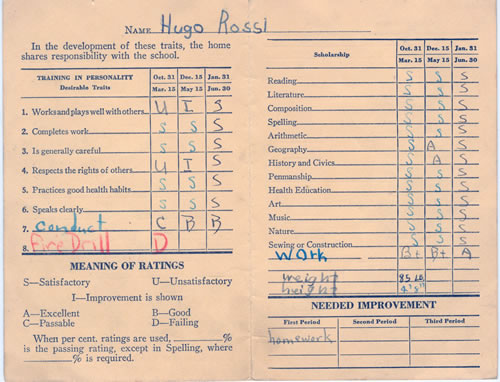 NAME Hugo Rossi
In the development of these traits, the home
shares responsibility with the school.
TRAINING IN PERSONALITY Oct. 31 Dec. 15 Jan. 31
Desirable Traits Mar. 15 May 15 Jun. 30
1. Works and plays well with others U I S
2. Completes work S S S
3. Is generally careful S S S
4. Respects the rights of others U I S
5. Practices good health habits S S S
6. Speaks clearly S S S
7. conduct C B B
8. Fire Drill D
MEANING OF RATINGS
S—Satisfactory U—Unsatisfactory
I—Improvement is shown
A—Excellent B—Good
C—Passable D—Failing
When per cent. ratings are used, %
is the passing rating, except in Spelling, where
% is required.
Scholarship Oct. 31 Dec. 15 Jan. 31
Mar. 15 May 15 Jun. 30
Reading S S S
Literature S S S
Composition S S S
Spelling S S S
Arithmetic S S S
Geography S A S
History and Civics S A S
Penmanship S S S
Health Education S S S
Art S S S
Music S S S
Nature S S S
Sewing or Construction S S S
Work B+ B+ A
weight 85 Lb.
height 4'8"
NEEDED IMPROVEMENT
First Period Second Period Third Period
homework